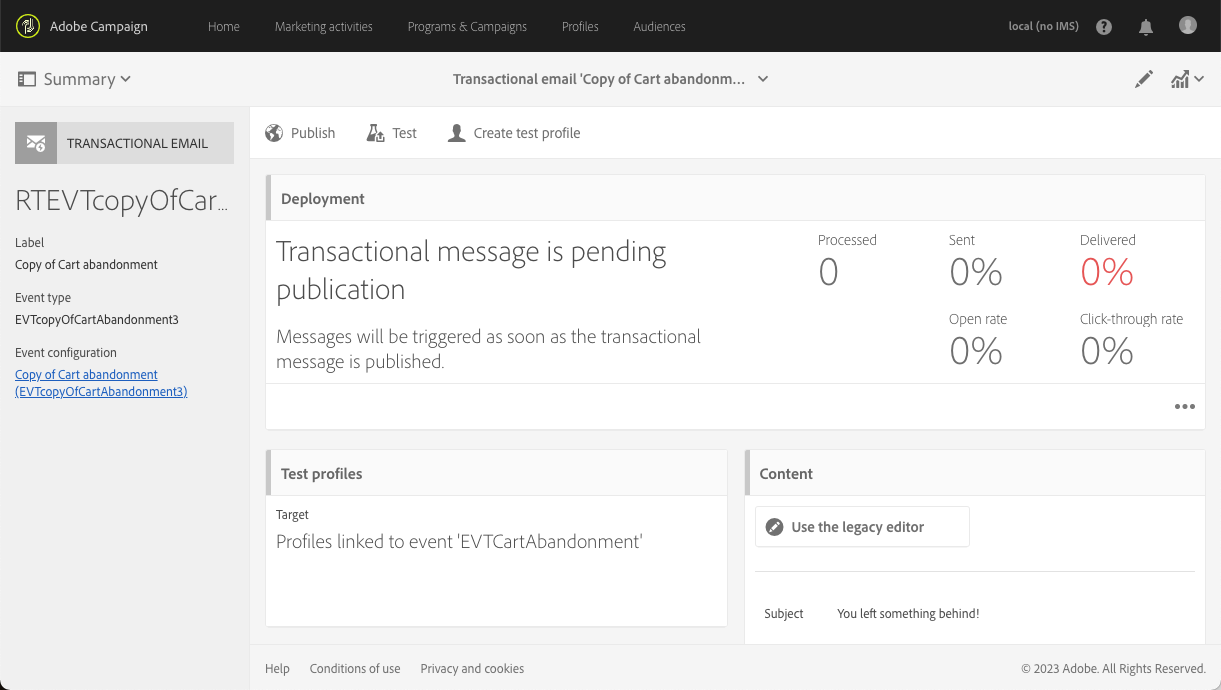 Adobe Campaign
Home
Marketing activities
Programs & Campaigns
Profiles
Audiences
local (no IMS)
Summary
Transactional email 'Copy of Cart abandonm...
TRANSACTIONAL EMAIL
RTEVTcopyOfCar...
Label
Copy of Cart abandonment
Event type
EVTcopyOfCartAbandonment3
Event configuration
Copy of Cart abandonment
(EVTcopyOfCartAbandonment3)
Publish
Test
Create test profile
Deployment
Transactional message is pending
publication
Messages will be triggered as soon as the transactional
message is published.
Processed
0
Sent
0%
Delivered
0%
Open rate
0%
Click-through rate
0%
Test profiles
Target
Profiles linked to event 'EVTCartAbandonment'
Content
Use the legacy editor
Subject You left something behind!
Help
Conditions of use
Privacy and cookies
© 2023 Adobe. All Rights Reserved.